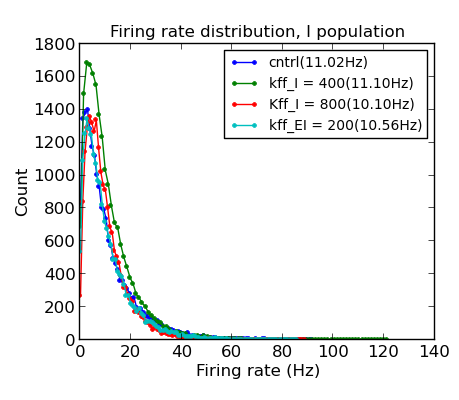 Firing rate distribution, I population
cntrl(11.02Hz)
kff_I = 400(11.10Hz)
Kff_I = 800(10.10Hz)
kff_EI = 200(10.56Hz)
1800
1600
1400
1200
1000
800
600
400
200
0
Count
0 20 40 60 80 100 120 140
Firing rate (Hz)